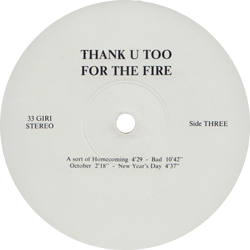 THANK U TOO
FOR THE FIRE
33 GIRI
STEREO
Side THREE
A sort of Homecoming 4'29 - Bad 10'42"
October 2'18" - New Year's Day 4'37"